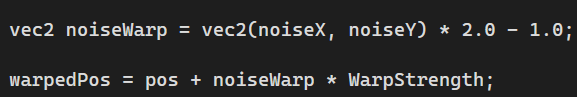 vec2 noiseWarp = vec2(noiseX, noiseY) * 2.0 - 1.0;
warpedPos = pos + noiseWarp * WarpStrength;